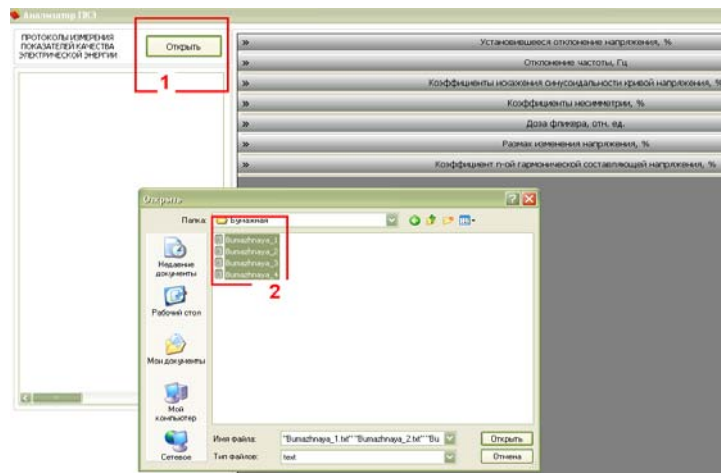 Анализатор ПКЭ
ПРОТОКОЛЫ ИЗМЕРЕНИЯ
ПОКАЗАТЕЛЕЙ КАЧЕСТВА
ЭЛЕКТРИЧЕСКОЙ ЭНЕРГИИ
Открыть
1
Установившееся отклонение напряжения, %
Отклонение частоты, Гц
Коэффициенты искажения синусоидальности кривой напряжения, %
Коэффициенты несимметрии, %
Доза фликера, отн. ед.
Размах изменения напряжения, %
Коэффициент n-ой гармонической составляющей напряжения, %
Открыть
Папка:
Бумажная
Bumazhnaya_1
Bumazhnaya_2
Bumazhnaya_3
Bumazhnaya_4
2
Недавние
документы
Рабочий стол
Мои документы
Мой
компьютер
Сетевое
Имя файла:
"Bumazhnaya_1.txt" "Bumazhnaya_2.txt" "Bu
Открыть
Тип файлов:
text
Отмена